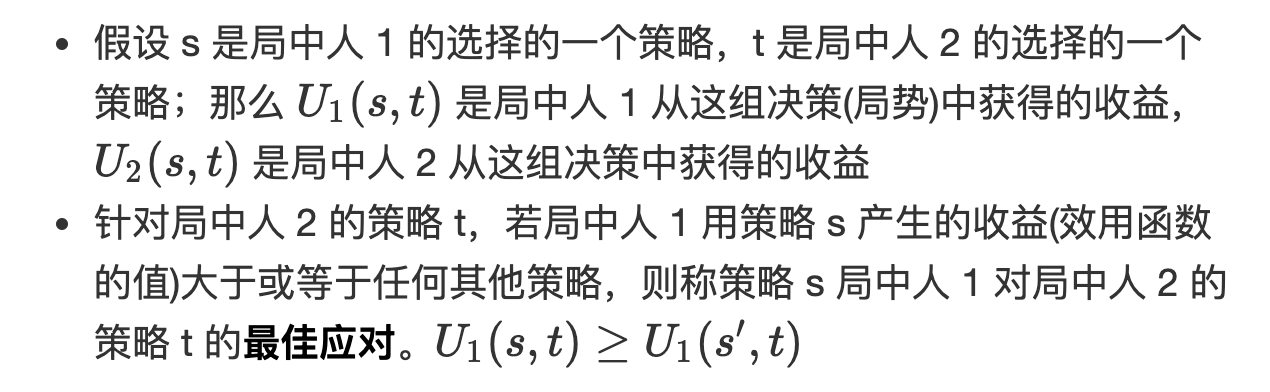 • 假设 s 是局中人 1 的选择的一个策略，t 是局中人 2 的选择的一个
策略；那么 U₁(s, t) 是局中人 1 从这组决策(局势)中获得的收益，
U₂(s, t) 是局中人 2 从这组决策中获得的收益
• 针对局中人 2 的策略 t，若局中人 1 用策略 s 产生的收益(效用函数
的值)大于或等于任何其他策略，则称策略 s 局中人 1 对局中人 2 的
策略 t 的最佳应对。U₁(s, t) ≥ U₁(s′, t)